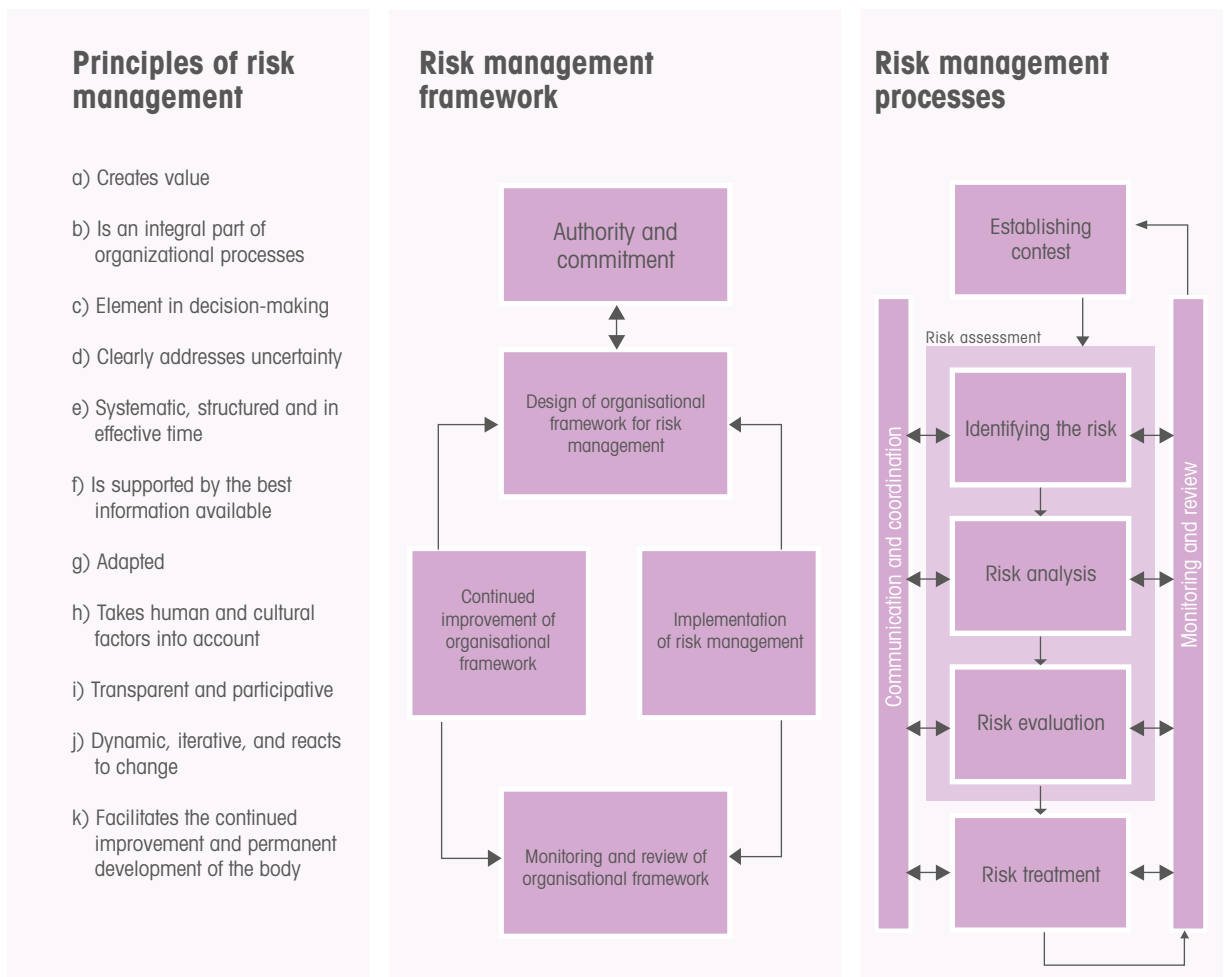 Principles of risk
management
a) Creates value
b) Is an integral part of
organizational processes
c) Element in decision-making
d) Clearly addresses uncertainty
e) Systematic, structured and in
effective time
f) Is supported by the best
information available
g) Adapted
h) Takes human and cultural
factors into account
i) Transparent and participative
j) Dynamic, iterative, and reacts
to change
k) Facilitates the continued
improvement and permanent
development of the body
Risk management
framework
Authority and
commitment
Design of organisational
framework for risk
management
Continued
improvement of
organisational
framework
Implementation
of risk management
Monitoring and review of
organisational framework
Risk management
processes
Establishing
contest
Risk assessment
Identifying the risk
Risk analysis
Risk evaluation
Risk treatment
Communication and coordination
Monitoring and review